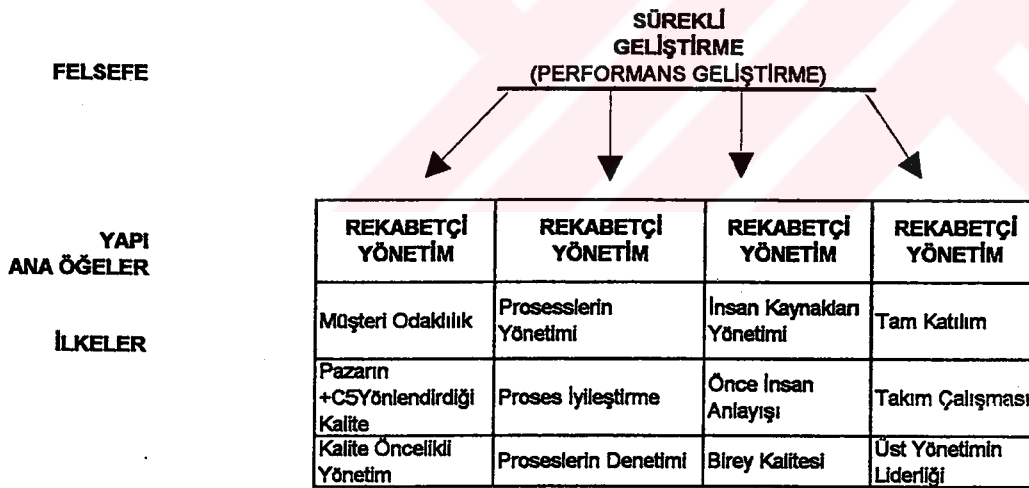 SÜREKLİ
GELİŞTİRME
FELSEFE
(PERFORMANS GELİŞTİRME)
YAPI
ANA ÖĞELER
REKABETÇİ
YÖNETİM
REKABETÇİ
YÖNETİM
REKABETÇİ
YÖNETİM
REKABETÇİ
YÖNETİM
İLKELER
Müşteri Odaklılık
Prosesslerin
Yönetimi
İnsan Kaynakları
Yönetimi
Tam Katılım
Pazarın
+C5Yönlendirdiği
Kalite
Proses İyileştirme
Önce İnsan
Anlayışı
Takım Çalışması
Kalite Öncelikli
Yönetim
Proseslerin Denetimi
Birey Kalitesi
Üst Yönetimin
Liderliği